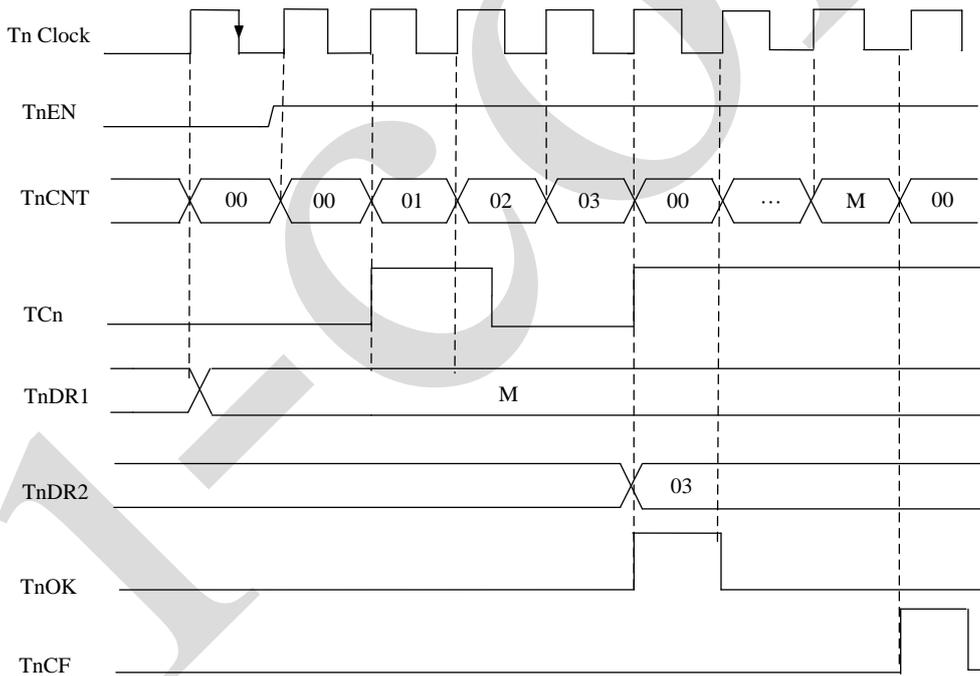 Tn Clock
TnEN
TnCNT 00 00 01 02 03 00 ... M 00
TCn
TnDR1 M
TnDR2 03
TnOK
TnCF